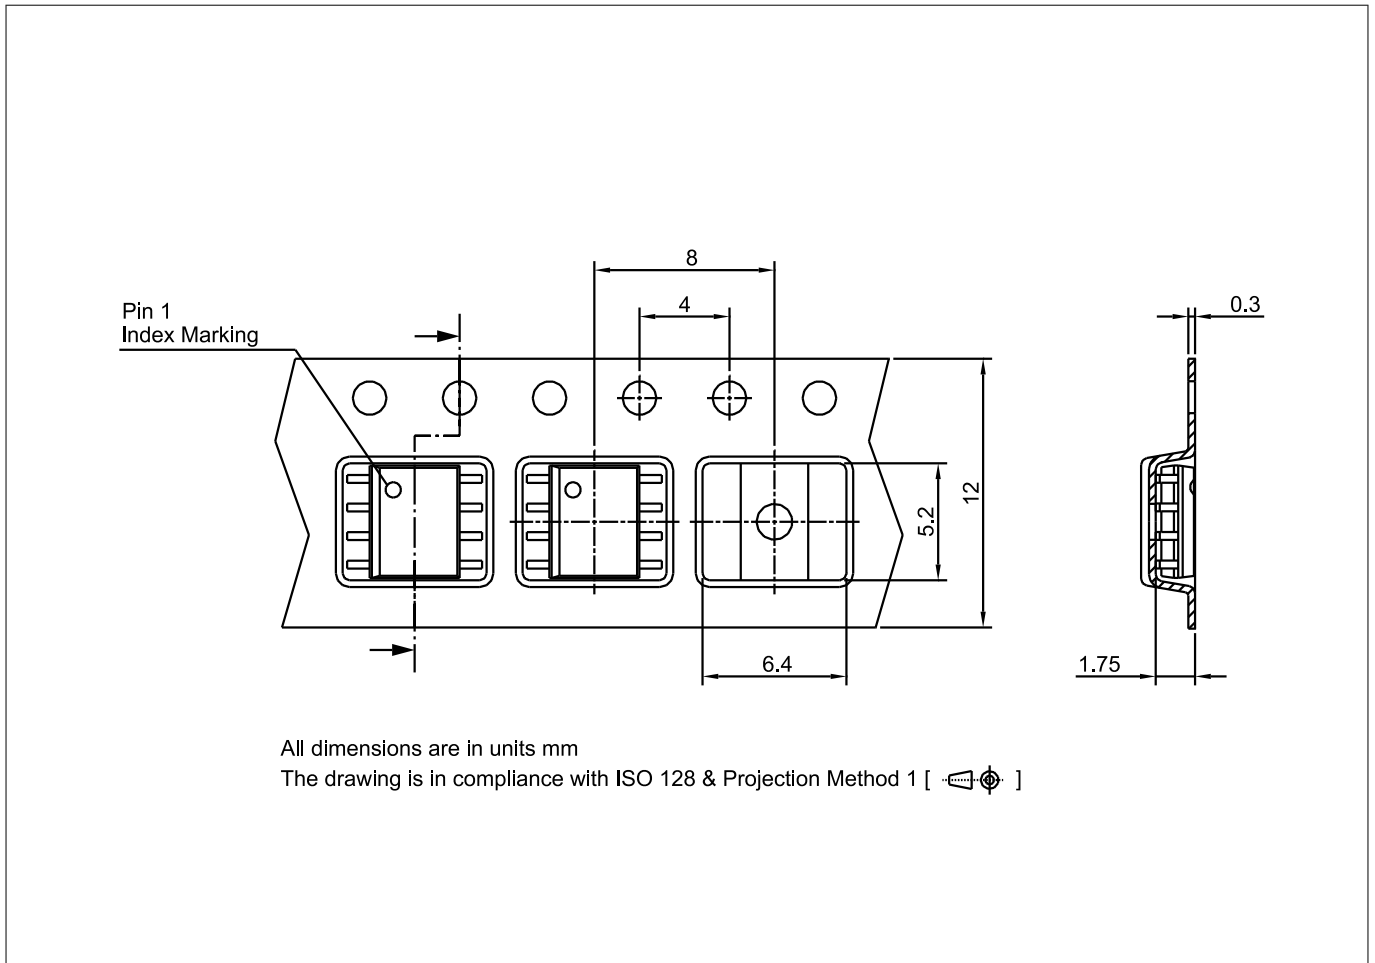 8
4
0.3
Pin 1
Index Marking
5.2
12
6.4
1.75
All dimensions are in units mm
The drawing is in compliance with ISO 128 & Projection Method 1 [ ]